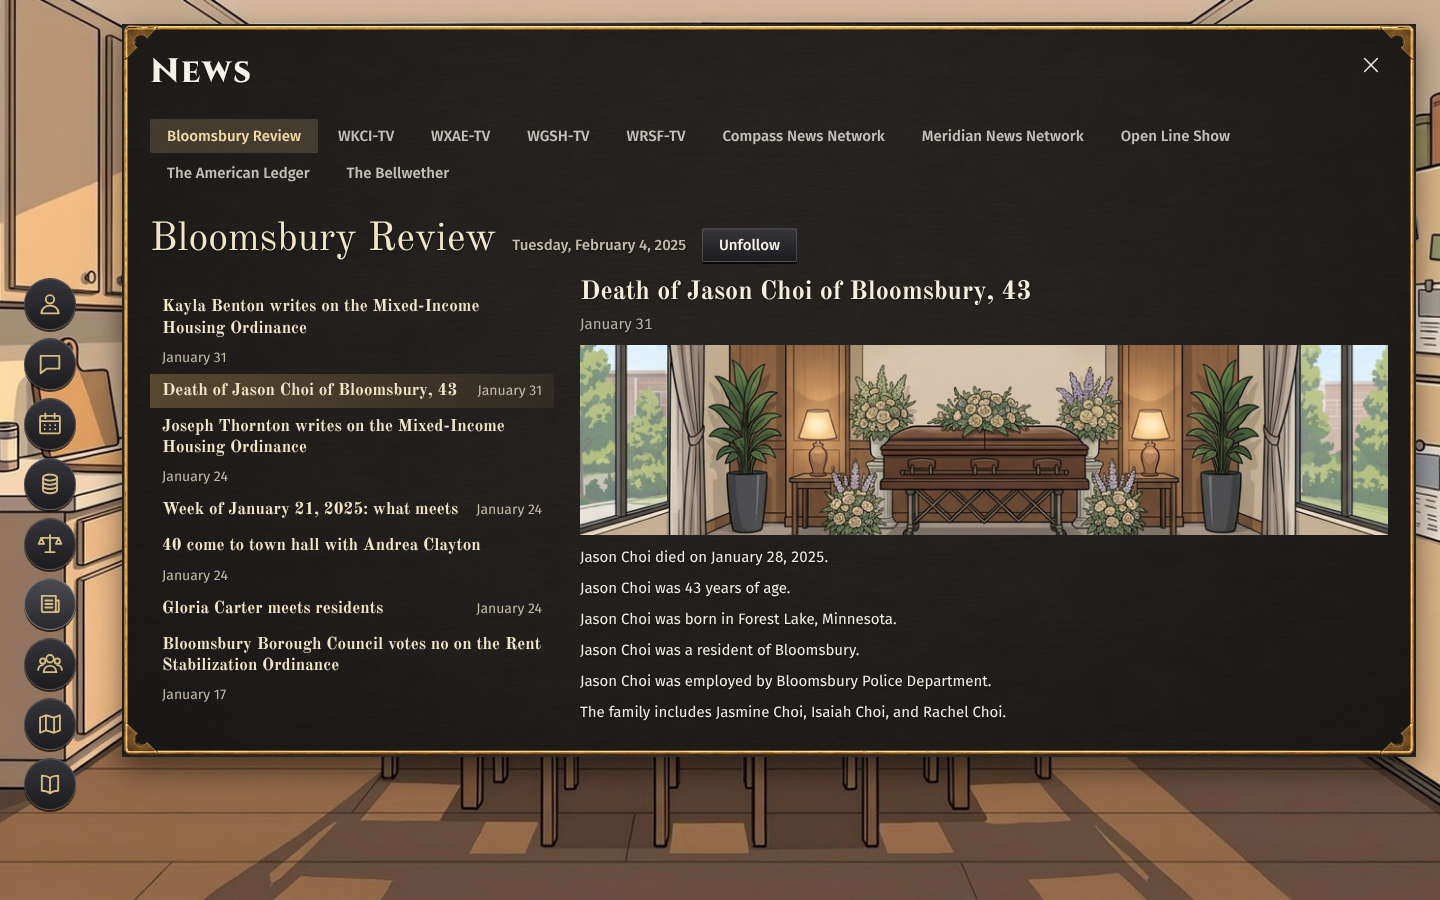 News
Bloomsbury Review
WKCI-TV
WXAE-TV
WGSH-TV
WRSF-TV
Compass News Network
Meridian News Network
Open Line Show
The American Ledger
The Bellwether
Bloomsbury Review
Tuesday, February 4, 2025
Unfollow
Kayla Benton writes on the Mixed-Income
Housing Ordinance
January 31
Death of Jason Choi of Bloomsbury, 43
January 31
Joseph Thornton writes on the Mixed-Income
Housing Ordinance
January 24
Week of January 21, 2025: what meets
January 24
40 come to town hall with Andrea Clayton
January 24
Gloria Carter meets residents
January 24
Bloomsbury Borough Council votes no on the Rent
Stabilization Ordinance
January 17
Death of Jason Choi of Bloomsbury, 43
January 31
Jason Choi died on January 28, 2025.
Jason Choi was 43 years of age.
Jason Choi was born in Forest Lake, Minnesota.
Jason Choi was a resident of Bloomsbury.
Jason Choi was employed by Bloomsbury Police Department.
The family includes Jasmine Choi, Isaiah Choi, and Rachel Choi.